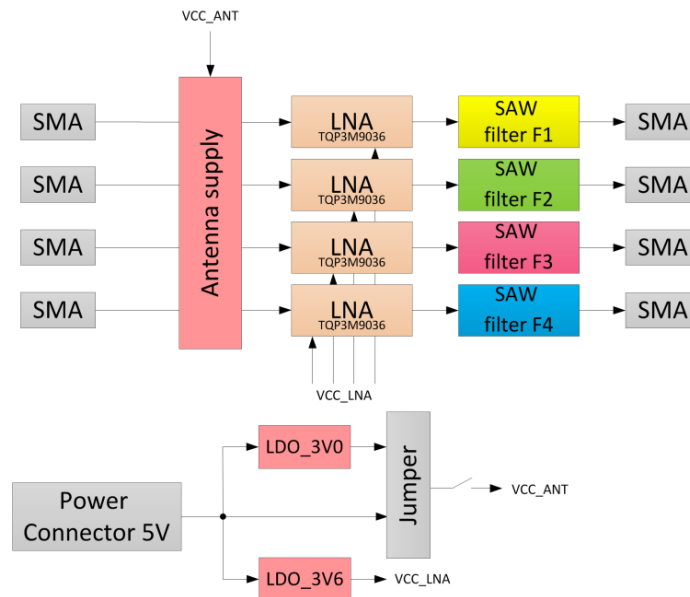 VCC_ANT
SMA
Antenna supply
LNA
TQP3M9036
SAW
filter F1
SMA
SMA
LNA
TQP3M9036
SAW
filter F2
SMA
SMA
LNA
TQP3M9036
SAW
filter F3
SMA
SMA
LNA
TQP3M9036
SAW
filter F4
SMA
VCC_LNA
LDO_3V0
Jumper
Power
Connector 5V
VCC_ANT
LDO_3V6
VCC_LNA